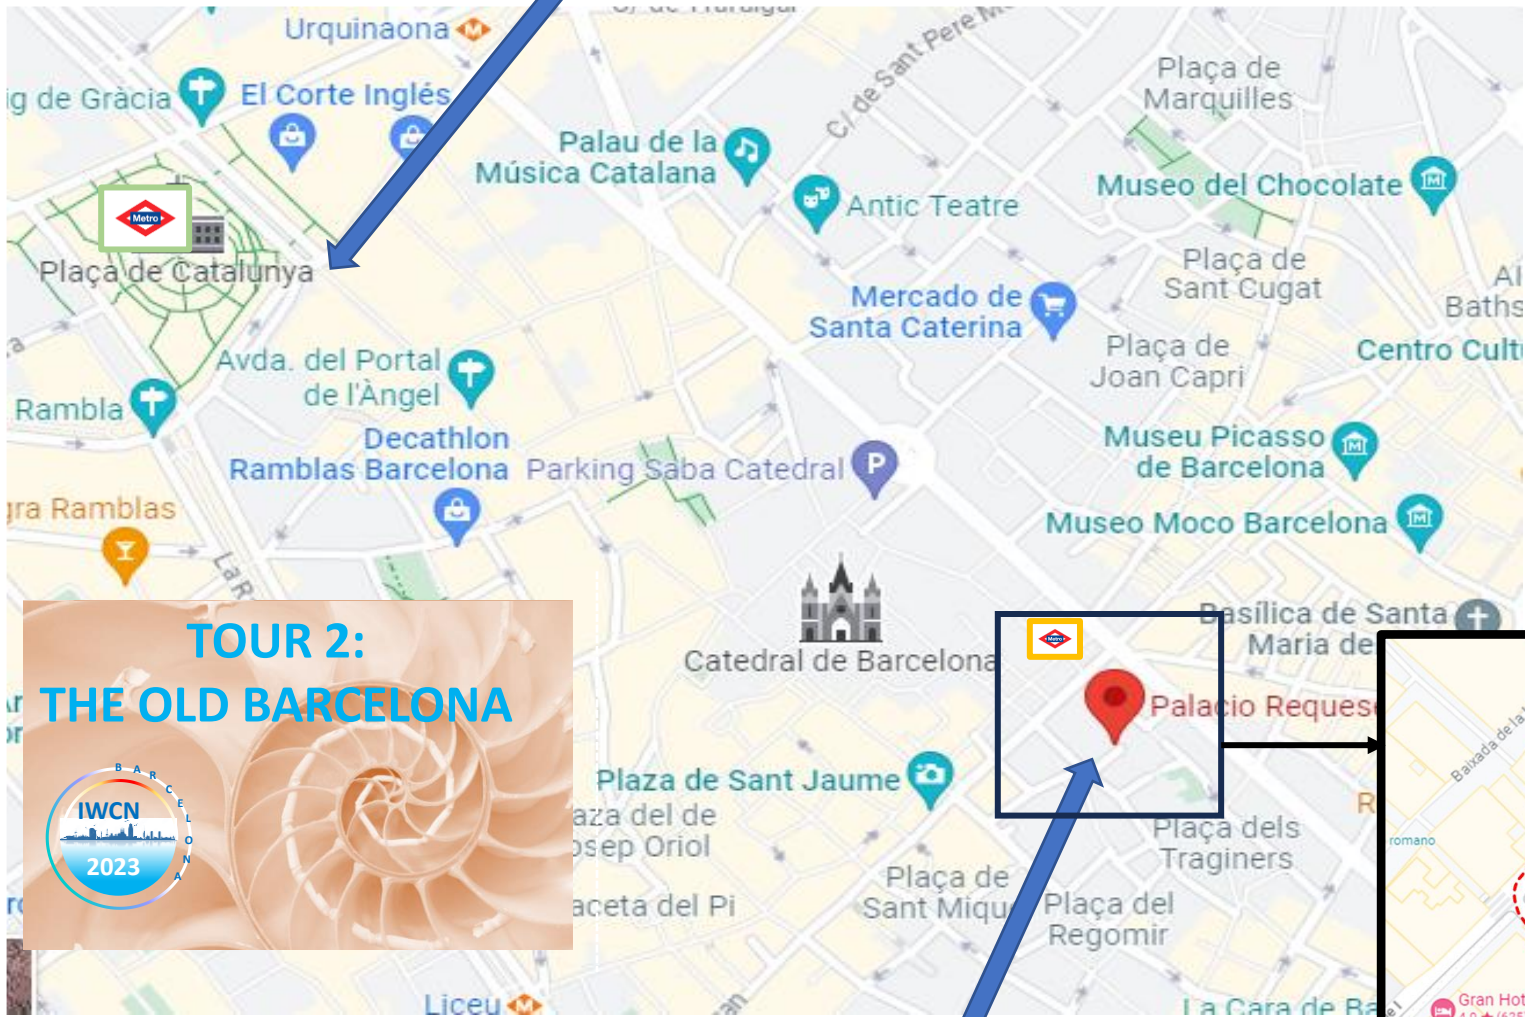 C/ de Trafalgar
Urquinaona
C/ de Sant Pere
ig de Gràcia
El Corte Inglés
Plaça de
Marquilles
Palau de la
Música Catalana
Museo del Chocolate
Antic Teatre
Metro
Plaça de Catalunya
Plaça de
Sant Cugat
Baths
Mercado de
Santa Caterina
Plaça de
Joan Capri
Centro Cult
Avda. del Portal
de l'Àngel
Rambla
Decathlon
Ramblas Barcelona
Parking Saba Catedral
P
Museu Picasso
de Barcelona
gra Ramblas
Museo Moco Barcelona
La R
TOUR 2:
THE OLD BARCELONA
BARCELONA
IWCN
2023
Catedral de Barcelona
Metro
Basílica de Santa
Maria de
Palacio Reques
Baixada de la
Plaza de Sant Jaume
aza del de
osep Oriol
Plaça dels
Traginers
R
romano
Plaça de
Sant Miqu
aceta del Pi
Plaça del
Regomir
Liceu
La Cara de Ba
Gran Hot